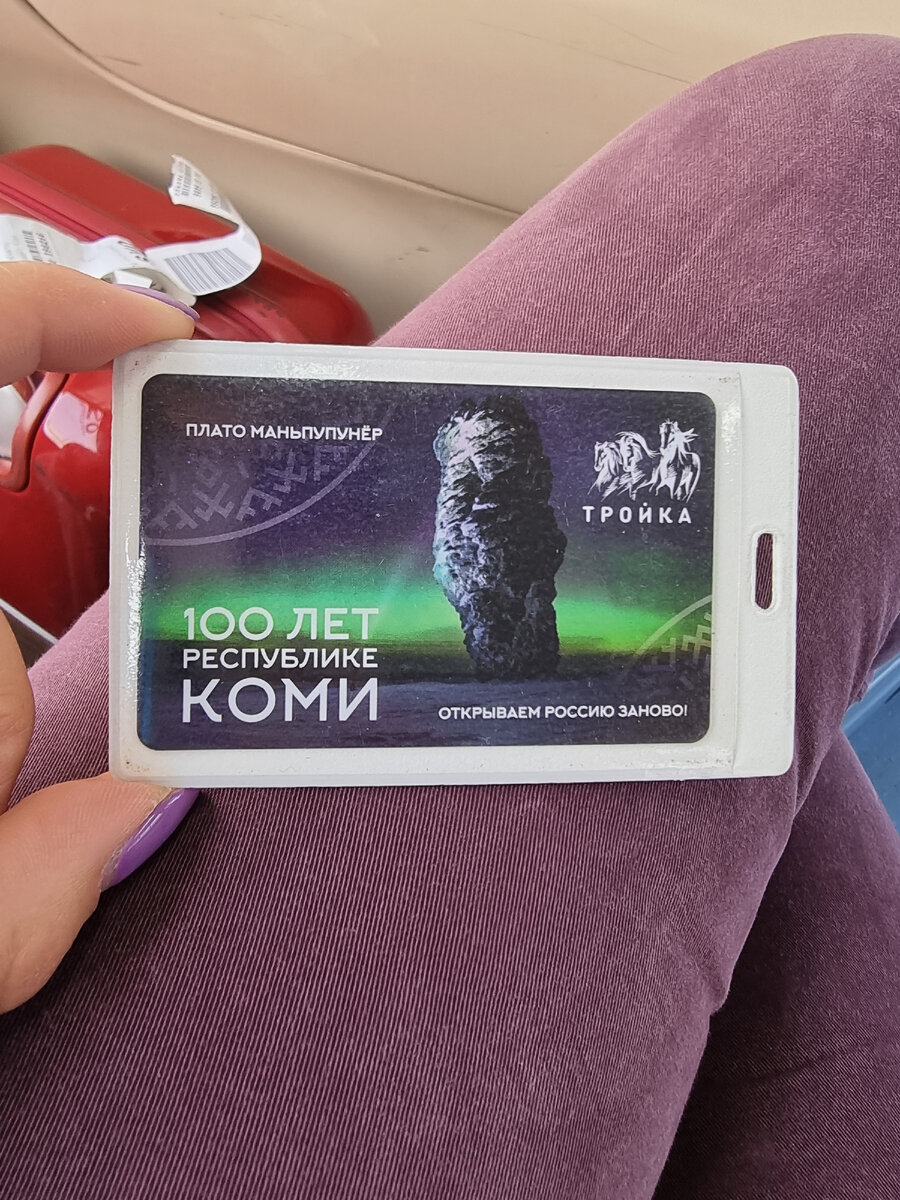 ПЛАТО МАНЬПУПУНЁР
ТРОЙКА
100 ЛЕТ
РЕСПУБЛИКЕ
КОМИ
ОТКРЫВАЕМ РОССИЮ ЗАНОВО!